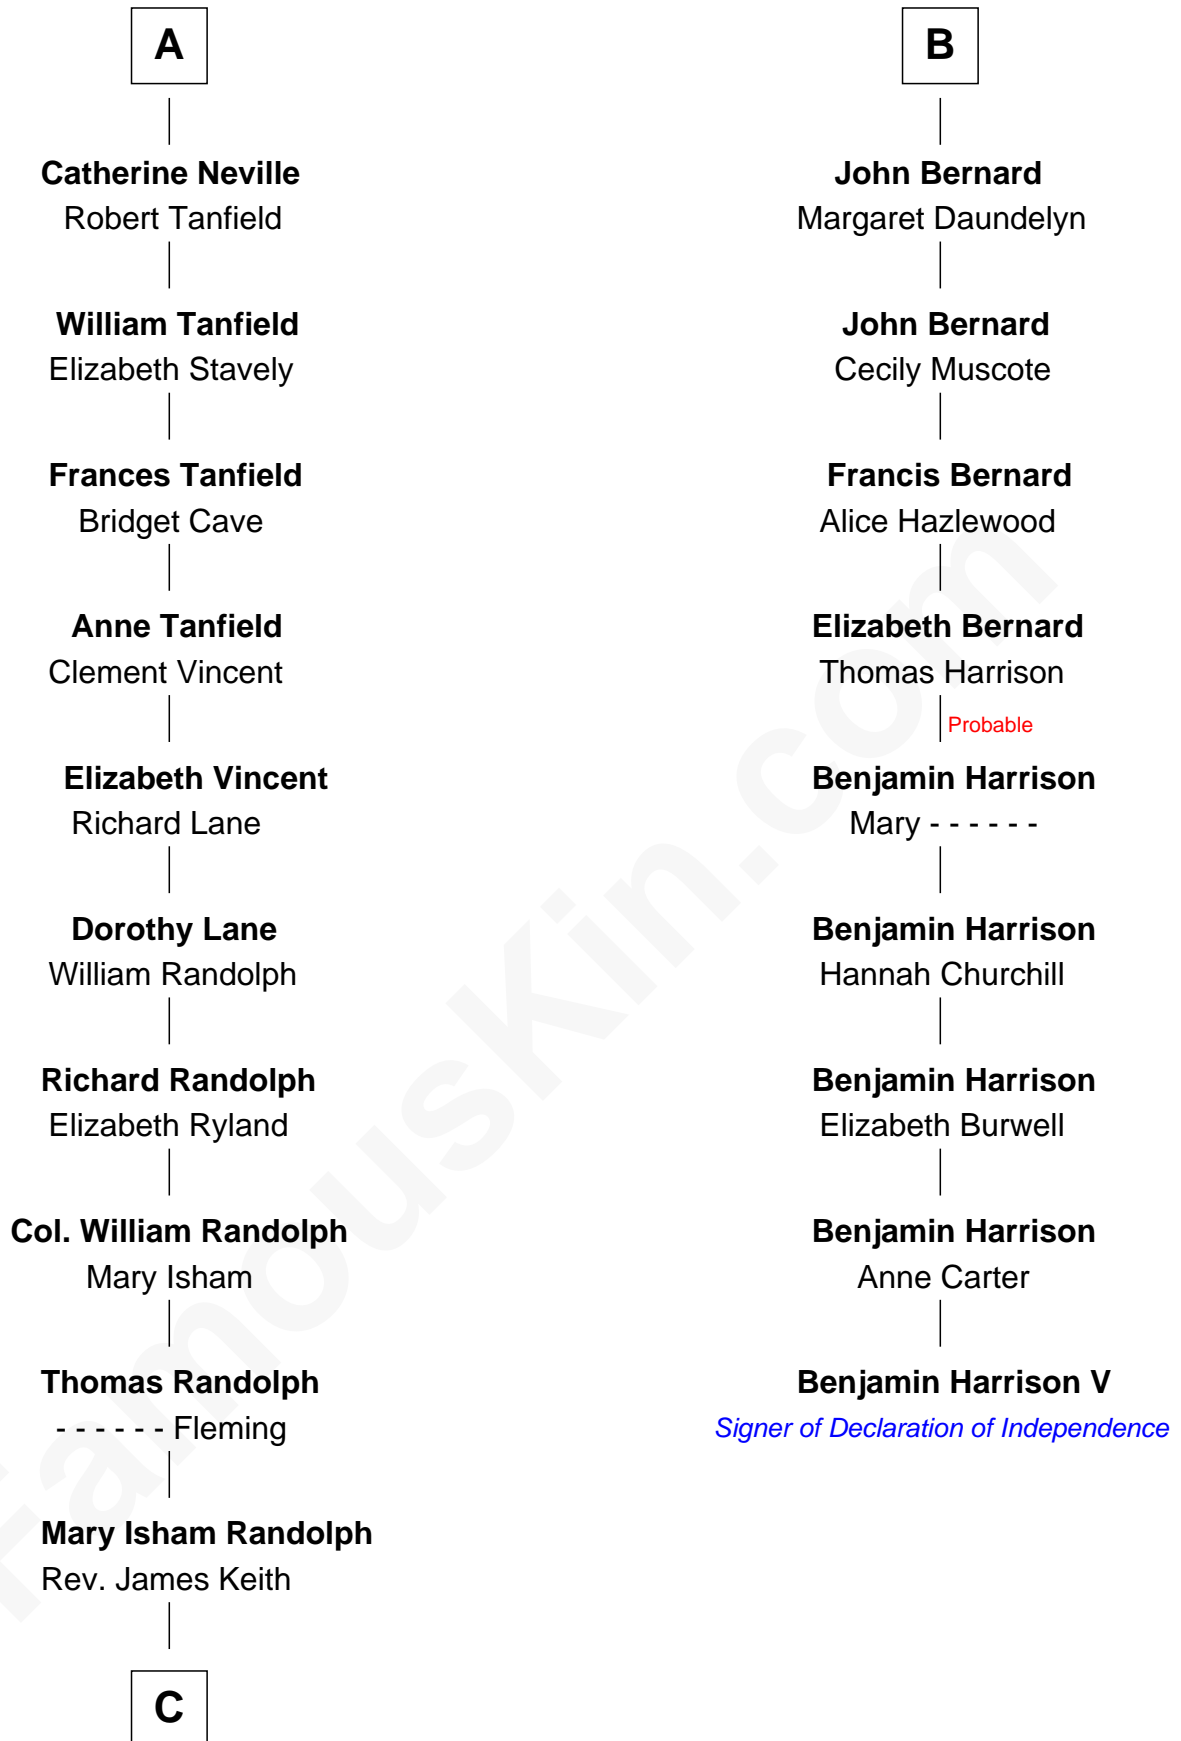 A
Catherine Neville
Robert Tanfield
William Tanfield
Elizabeth Stavely
Frances Tanfield
Bridget Cave
Anne Tanfield
Clement Vincent
Elizabeth Vincent
Richard Lane
Dorothy Lane
William Randolph
Richard Randolph
Elizabeth Ryland
Col. William Randolph
Mary Isham
Thomas Randolph
- - - - - - Fleming
Mary Isham Randolph
Rev. James Keith
C
B
John Bernard
Margaret Daundelyn
John Bernard
Cecily Muscote
Francis Bernard
Alice Hazlewood
Elizabeth Bernard
Thomas Harrison
Probable
Benjamin Harrison
Mary - - - - - -
Benjamin Harrison
Hannah Churchill
Benjamin Harrison
Elizabeth Burwell
Benjamin Harrison
Anne Carter
Benjamin Harrison V
Signer of Declaration of Independence
FamousKin.com